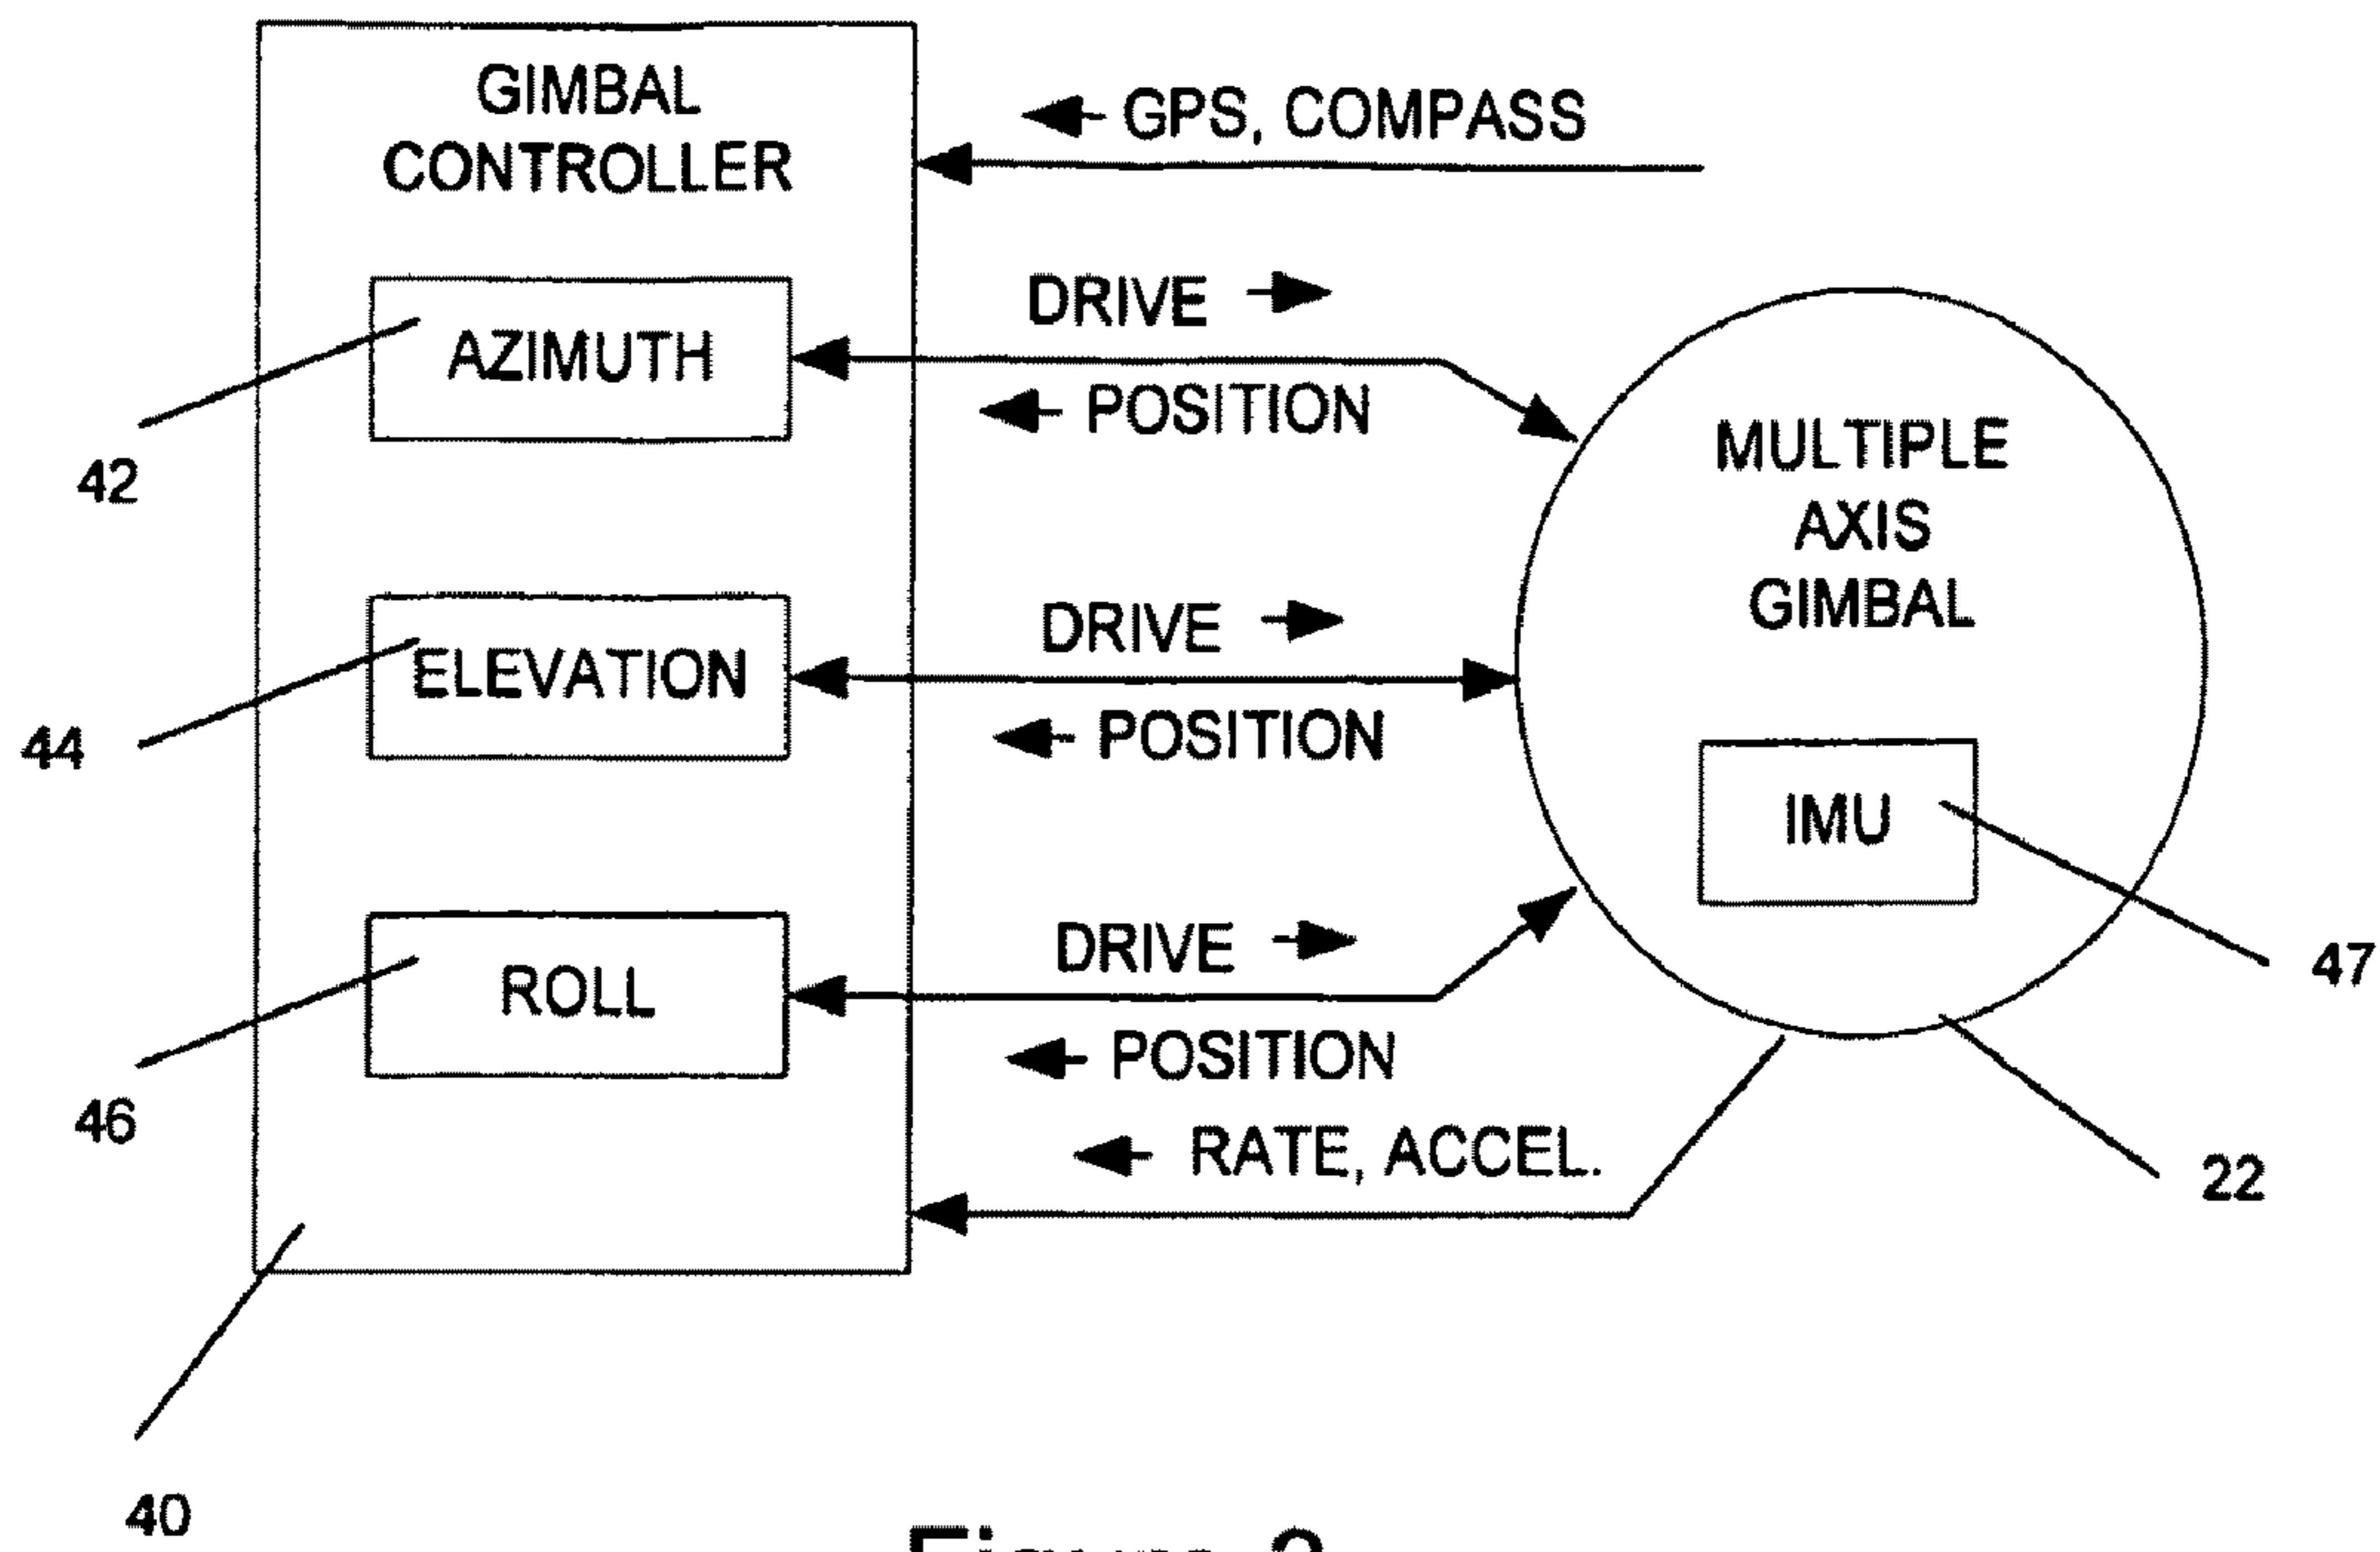 GIMBAL
CONTROLLER
GPS, COMPASS
DRIVE
AZIMUTH
POSITION
42
MULTIPLE
AXIS
GIMBAL
DRIVE
ELEVATION
POSITION
44
IMU
DRIVE
ROLL
47
POSITION
46
RATE, ACCEL.
22
40